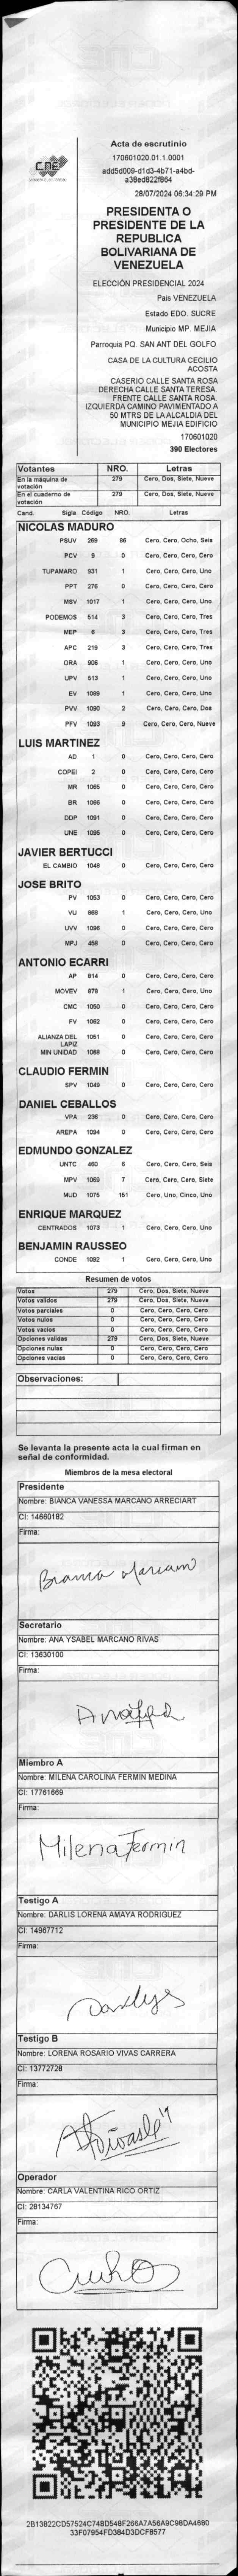 CNE
Acta de escrutinio
170601020.01.1.0001
add5d009-d1d3-4b71-a4bd-
a38ed822f864
28/07/2024 06:34:29 PM
PRESIDENTA O
PRESIDENTE DE LA
REPUBLICA
BOLIVARIANA DE
VENEZUELA
ELECCIÓN PRESIDENCIAL 2024
Pais VENEZUELA
Estado EDO. SUCRE
Municipio MP. MEJIA
Parroquia PQ. SAN ANT DEL GOLFO
CASA DE LA CULTURA CECILIO
ACOSTA
CASERIO CALLE SANTA ROSA
DERECHA CALLE SANTA TERESA.
FRENTE CALLE SANTA ROSA.
IZQUIERDA CAMINO PAVIMENTADO A
50 MTRS DE LA ALCALDIA DEL
MUNICIPIO MEJIA EDIFICIO
170601020
390 Electores
Votantes NRO. Letras
En la máquina de votación 279 Cero, Dos, Siete, Nueve
En el cuaderno de votación 279 Cero, Dos, Siete, Nueve
Cand. Sigla Código NRO. Letras
NICOLAS MADURO
PSUV 269 86 Cero, Cero, Ocho, Seis
PCV 9 0 Cero, Cero, Cero, Cero
TUPAMARO 931 1 Cero, Cero, Cero, Uno
PPT 276 0 Cero, Cero, Cero, Cero
MSV 1017 1 Cero, Cero, Cero, Uno
PODEMOS 514 3 Cero, Cero, Cero, Tres
MEP 6 3 Cero, Cero, Cero, Tres
APC 219 3 Cero, Cero, Cero, Tres
ORA 906 1 Cero, Cero, Cero, Uno
UPV 513 1 Cero, Cero, Cero, Uno
EV 1089 1 Cero, Cero, Cero, Uno
PVV 1090 2 Cero, Cero, Cero, Dos
PFV 1093 9 Cero, Cero, Cero, Nueve
LUIS MARTINEZ
AD 1 0 Cero, Cero, Cero, Cero
COPEI 2 0 Cero, Cero, Cero, Cero
MR 1065 0 Cero, Cero, Cero, Cero
BR 1066 0 Cero, Cero, Cero, Cero
DDP 1091 0 Cero, Cero, Cero, Cero
UNE 1095 0 Cero, Cero, Cero, Cero
JAVIER BERTUCCI
EL CAMBIO 1048 0 Cero, Cero, Cero, Cero
JOSE BRITO
PV 1053 0 Cero, Cero, Cero, Cero
VU 868 1 Cero, Cero, Cero, Uno
UVV 1096 0 Cero, Cero, Cero, Cero
MPJ 458 0 Cero, Cero, Cero, Cero
ANTONIO ECARRI
AP 814 0 Cero, Cero, Cero, Cero
MOVEV 878 1 Cero, Cero, Cero, Uno
CMC 1050 0 Cero, Cero, Cero, Cero
FV 1062 0 Cero, Cero, Cero, Cero
ALIANZA DEL LAPIZ 1051 0 Cero, Cero, Cero, Cero
MIN UNIDAD 1068 0 Cero, Cero, Cero, Cero
CLAUDIO FERMIN
SPV 1049 0 Cero, Cero, Cero, Cero
DANIEL CEBALLOS
VPA 236 0 Cero, Cero, Cero, Cero
AREPA 1094 0 Cero, Cero, Cero, Cero
EDMUNDO GONZALEZ
UNTC 460 6 Cero, Cero, Cero, Seis
MPV 1069 7 Cero, Cero, Cero, Siete
MUD 1075 151 Cero, Uno, Cinco, Uno
ENRIQUE MARQUEZ
CENTRADOS 1073 1 Cero, Cero, Cero, Uno
BENJAMIN RAUSSEO
CONDE 1092 1 Cero, Cero, Cero, Uno
Resumen de votos
Votos 279 Cero, Dos, Siete, Nueve
Votos validos 279 Cero, Dos, Siete, Nueve
Votos parciales 0 Cero, Cero, Cero, Cero
Votos nulos 0 Cero, Cero, Cero, Cero
Votos vacios 0 Cero, Cero, Cero, Cero
Opciones validas 279 Cero, Dos, Siete, Nueve
Opciones nulas 0 Cero, Cero, Cero, Cero
Opciones vacias 0 Cero, Cero, Cero, Cero
Observaciones:
Se levanta la presente acta la cual firman en
señal de conformidad.
Miembros de la mesa electoral
Presidente
Nombre: BIANCA VANESSA MARCANO ARRECIART
CI: 14660182
Firma:
Bianca Marcano
Secretario
Nombre: ANA YSABEL MARCANO RIVAS
CI: 13630100
Firma:
Miembro A
Nombre: MILENA CAROLINA FERMIN MEDINA
CI: 17761669
Firma:
Milena Fermin
Testigo A
Nombre: DARLIS LORENA AMAYA RODRIGUEZ
CI: 14967712
Firma:
Testigo B
Nombre: LORENA ROSARIO VIVAS CARRERA
CI: 13772728
Firma:
Operador
Nombre: CARLA VALENTINA RICO ORTIZ
CI: 28134767
Firma:
2B13B22CD57524C748D548F266A7A56A9C98DA4680
33F07954FD384D3DCF8577